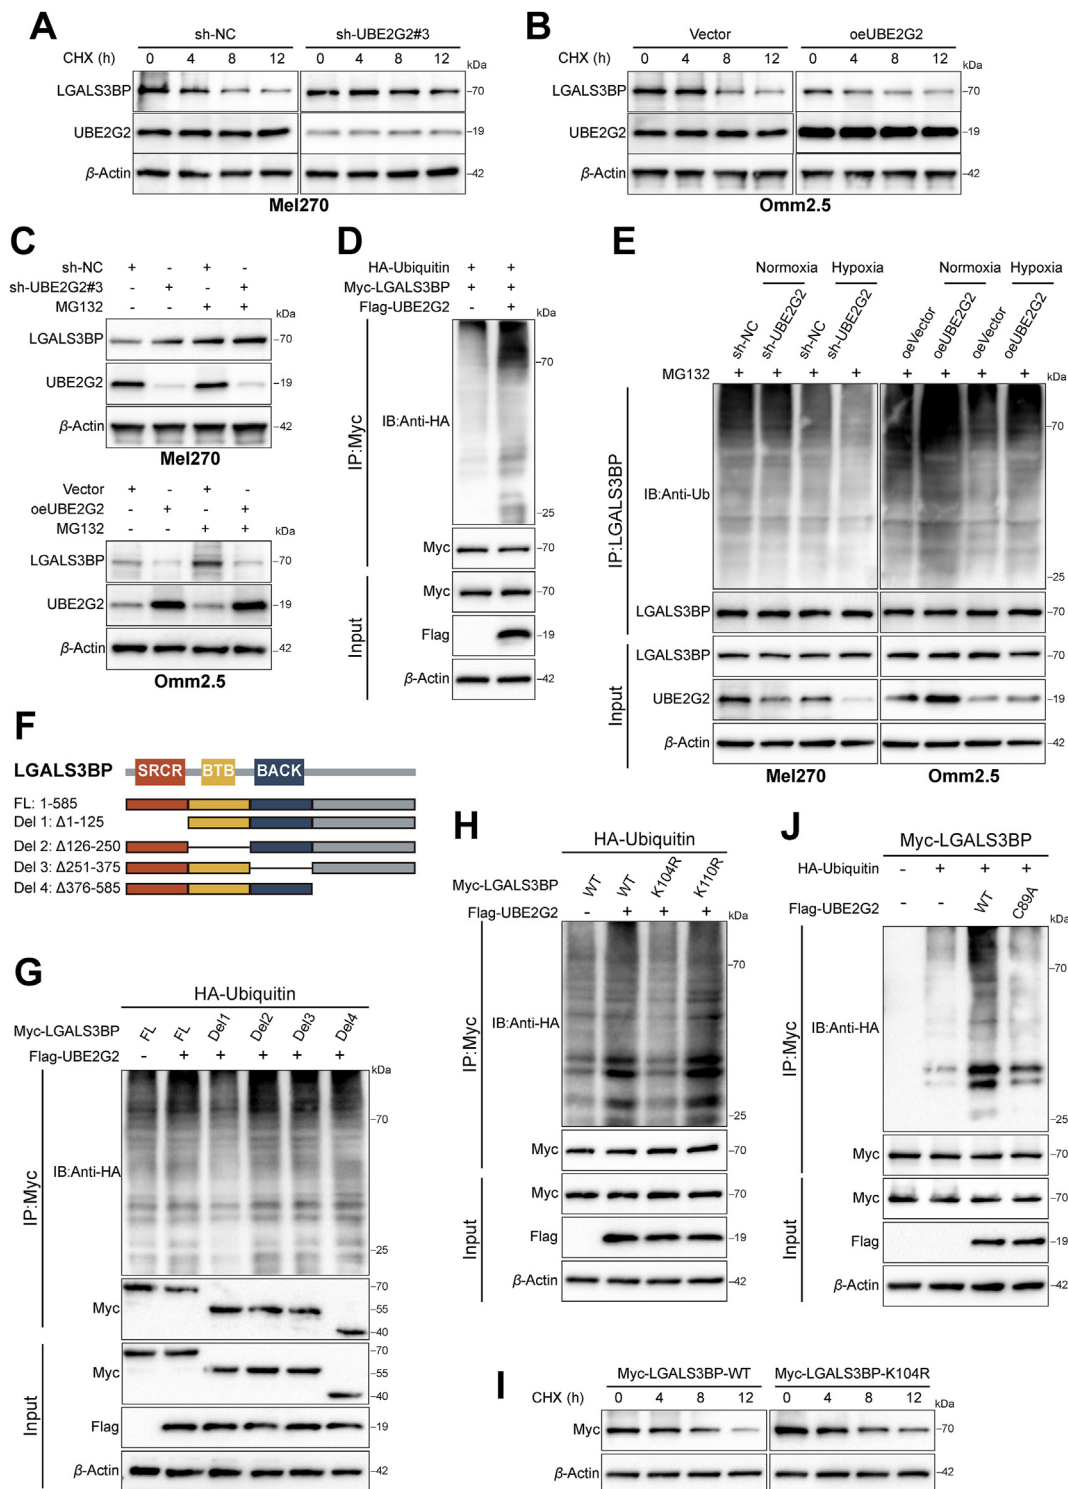 A
sh-NC
sh-UBE2G2#3
CHX (h)
0 4 8 12 0 4 8 12
kDa
LGALS3BP
70
UBE2G2
19
β-Actin
42
Mel270
B
Vector
oeUBE2G2
CHX (h)
0 4 8 12 0 4 8 12
kDa
LGALS3BP
70
UBE2G2
19
β-Actin
42
Omm2.5
C
sh-NC + - + -
sh-UBE2G2#3 - + - +
MG132 - - + +
kDa
LGALS3BP
70
UBE2G2
19
β-Actin
42
Mel270
Vector + - + -
oeUBE2G2 - + - +
MG132 - - + +
kDa
LGALS3BP
70
UBE2G2
19
β-Actin
42
Omm2.5
D
HA-Ubiquitin + +
Myc-LGALS3BP + +
Flag-UBE2G2 - +
kDa
IP:Myc
70
IB:Anti-HA
25
Myc
70
Input
Myc
70
Flag
19
β-Actin
42
E
Normoxia Hypoxia Normoxia Hypoxia
sh-NC sh-UBE2G2 sh-NC sh-UBE2G2 oeVector oeUBE2G2 oeVector oeUBE2G2
MG132 + + + + + + + +
kDa
IP:LGALS3BP
70
IB:Anti-Ub
25
LGALS3BP
70
Input
LGALS3BP
40
UBE2G2
19
β-Actin
42
Mel270 Omm2.5
F
LGALS3BP SRCR BTB BACK
FL: 1-585
Del 1: Δ1-125
Del 2: Δ126-250
Del 3: Δ251-375
Del 4: Δ376-585
G
HA-Ubiquitin
Myc-LGALS3BP FL FL Del1 Del2 Del3 Del4
Flag-UBE2G2 - + + + + +
kDa
IP:Myc
70
IB:Anti-HA
25
Myc
70
55
40
Input
Myc
70
55
40
Flag
19
β-Actin
42
H
HA-Ubiquitin
Myc-LGALS3BP WT WT K104R K110R
Flag-UBE2G2 - + + +
kDa
IP:Myc
70
IB:Anti-HA
25
Myc
70
Input
Myc
70
Flag
19
β-Actin
42
J
Myc-LGALS3BP
HA-Ubiquitin - + + +
Flag-UBE2G2 - - WT C89A
kDa
IP:Myc
70
IB:Anti-HA
25
Myc
70
Input
Myc
70
Flag
19
β-Actin
42
I
Myc-LGALS3BP-WT Myc-LGALS3BP-K104R
CHX (h) 0 4 8 12 0 4 8 12
kDa
Myc
70
β-Actin
42